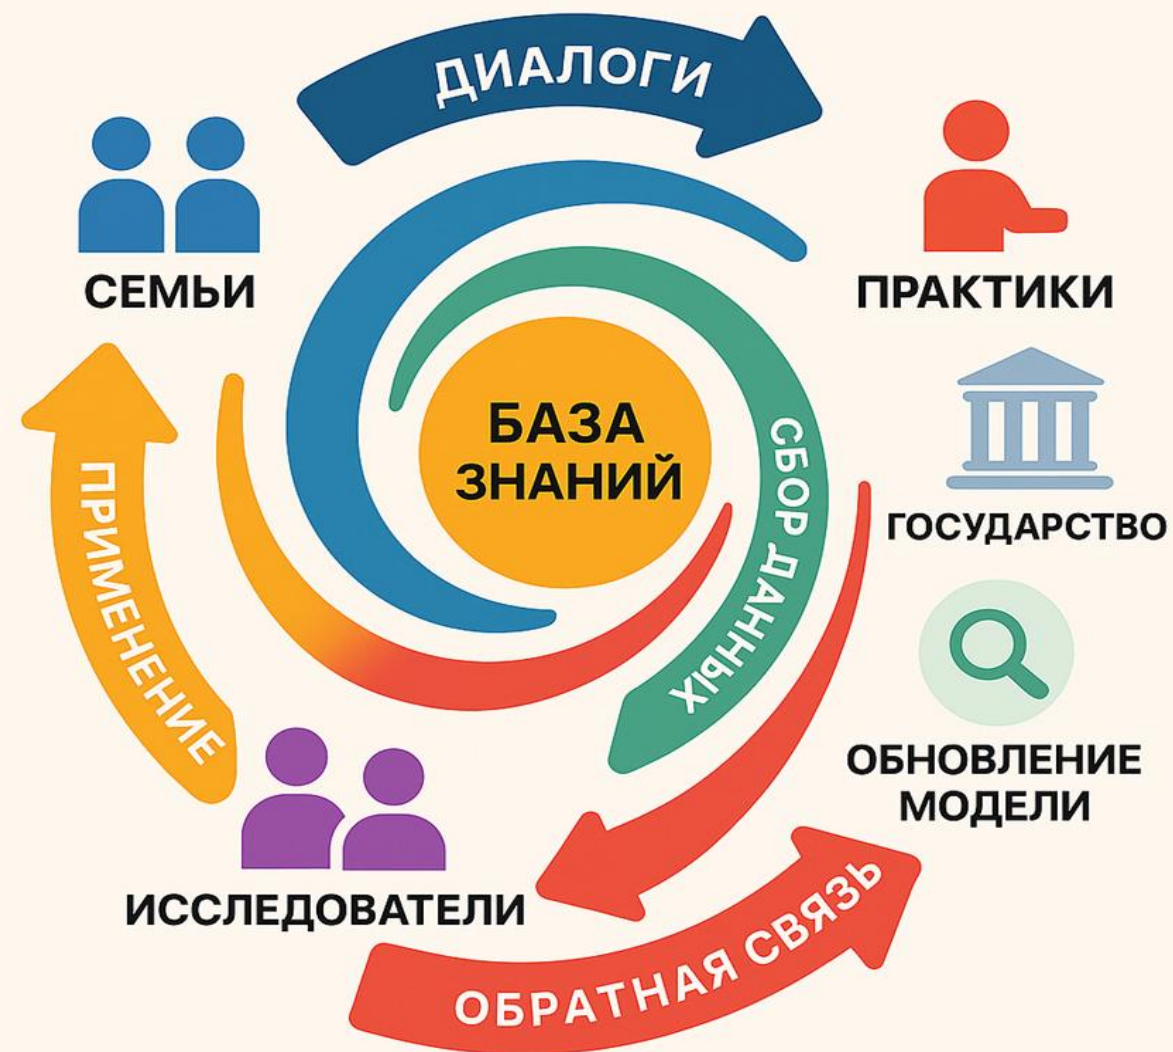 ДИАЛОГИ
СЕМЬИ
ПРАКТИКИ
БАЗА
ЗНАНИЙ
СБОР ДАННЫХ
ГОСУДАРСТВО
ПРИМЕНЕНИЕ
ОБНОВЛЕНИЕ
МОДЕЛИ
ИССЛЕДОВАТЕЛИ
ОБРАТНАЯ СВЯЗЬ